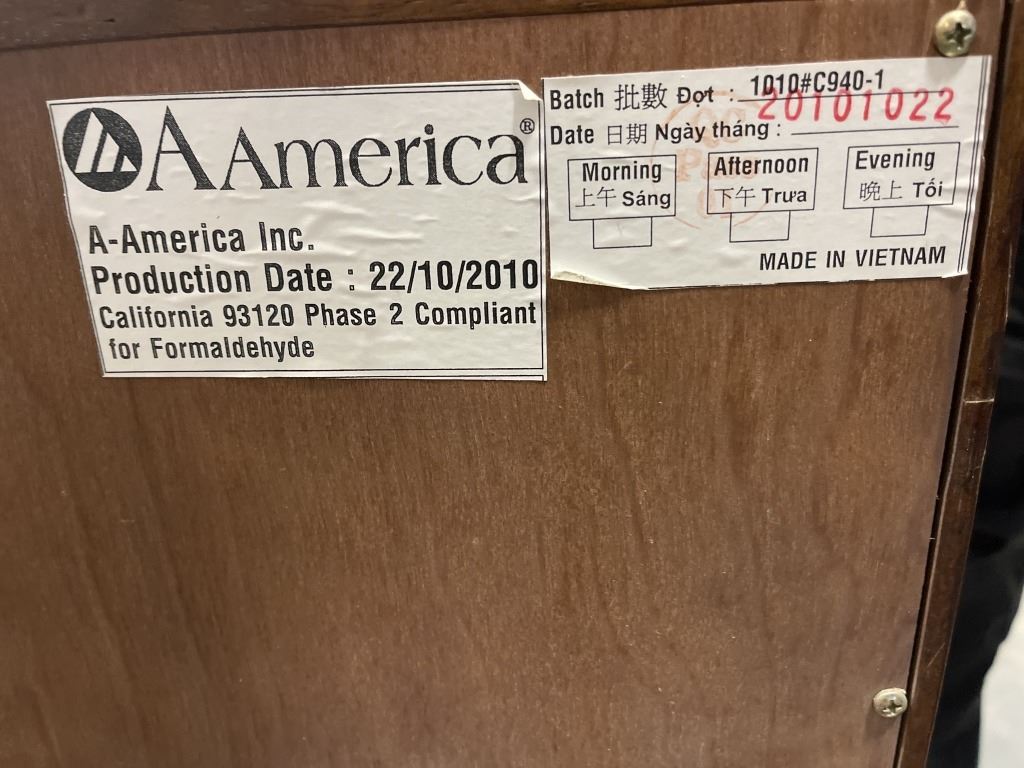 A America®
A-America Inc.
Production Date : 22/10/2010
California 93120 Phase 2 Compliant
for Formaldehyde
Batch 批數 Đợt : 1010#C940-1
20101022
Date 日期 Ngày tháng :
Morning
上午 Sáng
Afternoon
下午 Trưa
Evening
晚上 Tối
MADE IN VIETNAM